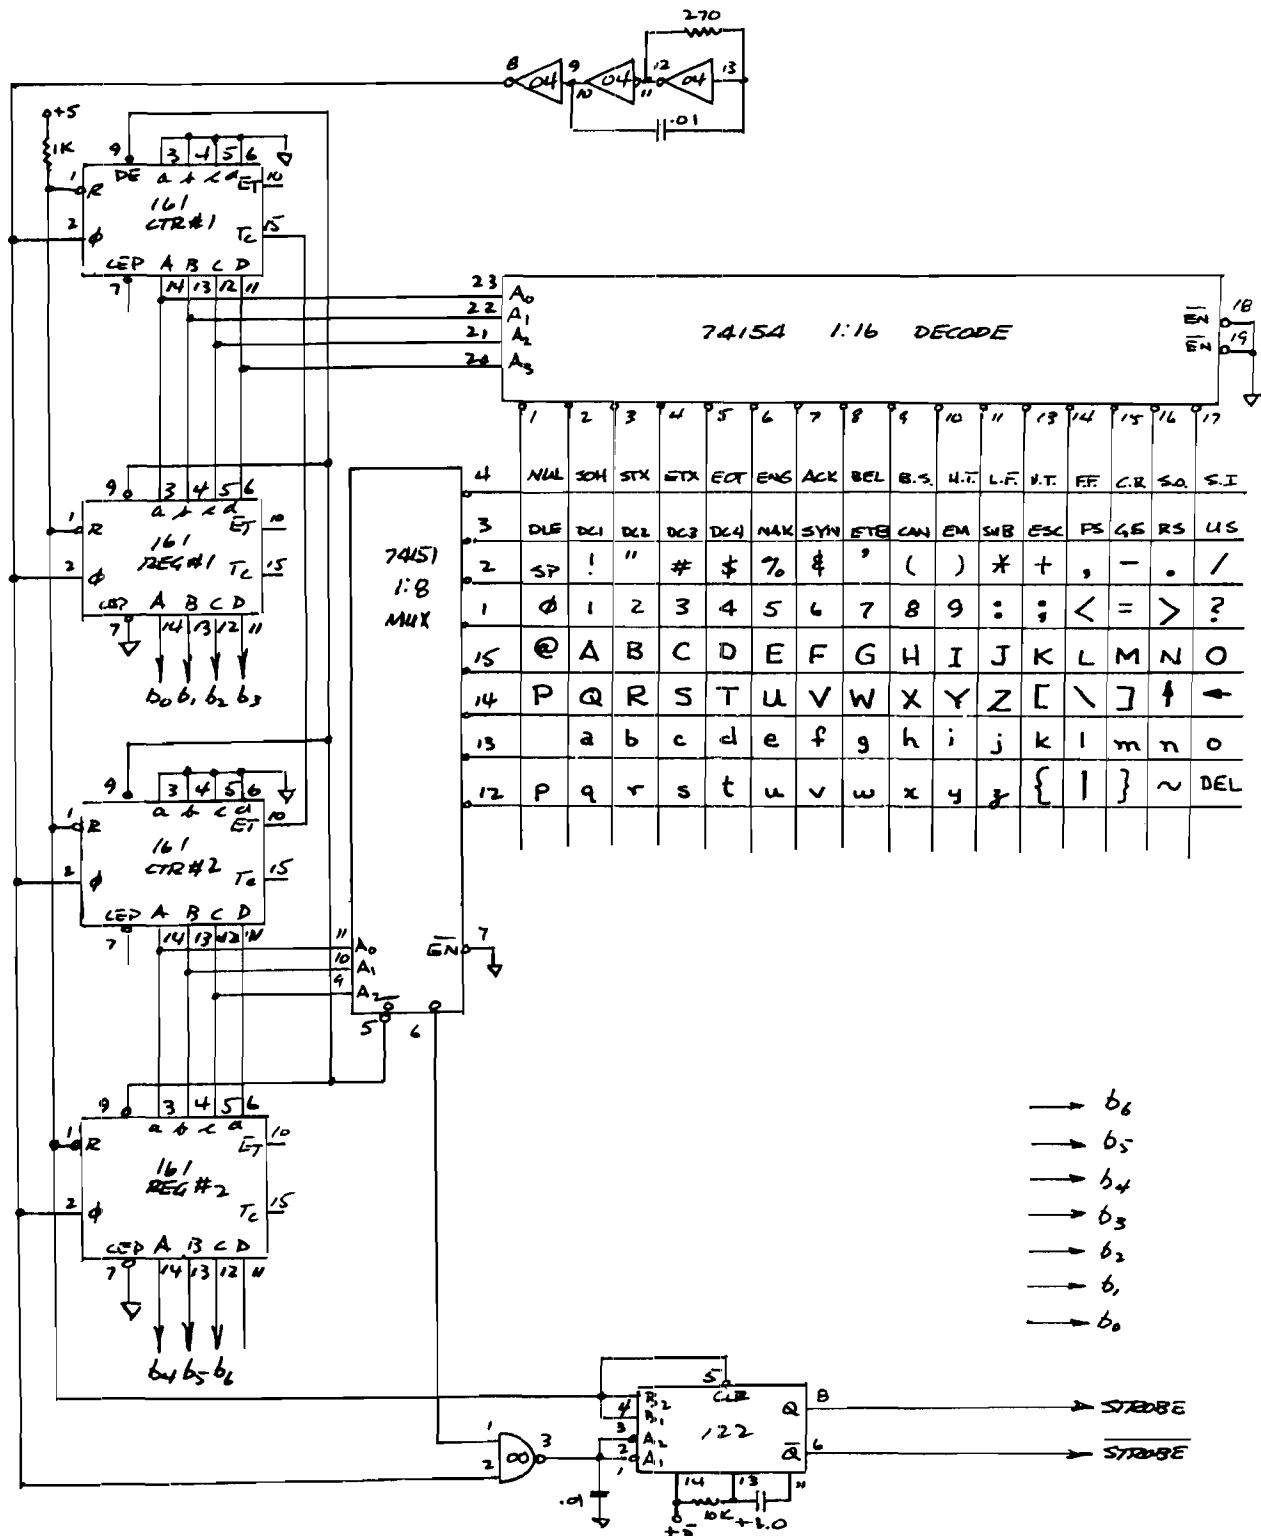 270
8 04 9 10 04 11 12 04 13
.01
+5
1K
9 3 4 5 6
DE a b c d ET 10
1 R
161
CTR#1
2 φ Tc 15
CEP A B C D
7 14 13 12 11
23 A0
22 A1
21 A2
20 A3
74154 1:16 DECODE
EN 18
EN 19
1 2 3 4 5 6 7 8 9 10 11 13 14 15 16 17
4 NUL SOH STX ETX EOT ENG ACK BEL B.S. H.T. L.F. V.T. F.F. C.R S.O. S.I
3 DLE DC1 DC2 DC3 DC4 NAK SYN ETB CAN EM SUB ESC FS GS RS US
2 SP ! " # $ % & ' ( ) * + , - . /
1 φ 1 2 3 4 5 6 7 8 9 : ; < = > ?
15 @ A B C D E F G H I J K L M N O
14 P Q R S T U V W X Y Z [ \ ] ↑ ←
13 a b c d e f g h i j k l m n o
12 p q r s t u v w x y z { | } ~ DEL
9 3 4 5 6
a b c d ET 10
1 R
161
REG#1
2 φ Tc 15
CEP A B C D
7 14 13 12 11
b0 b1 b2 b3
74151
1:8
MUX
9 3 4 5 6
a b c d ET 10
1 R
161
CTR#2
2 φ Tc 15
CEP A B C D
7 14 13 12 11
11 A0
10 A1
9 A2
EN 7
5 6
9 3 4 5 6
a b c d ET 10
1 R
161
REG #2
2 φ Tc 15
CEP A B C D
7 14 13 12 11
b4 b5 b6
b6
b5
b4
b3
b2
b1
b0
5 CLR
B2
4 B1
3 A2
2 A1
1
122
Q 8 STROBE
Q 6 STROBE
1 2 00 3
.01
14 13 11
10K
+5